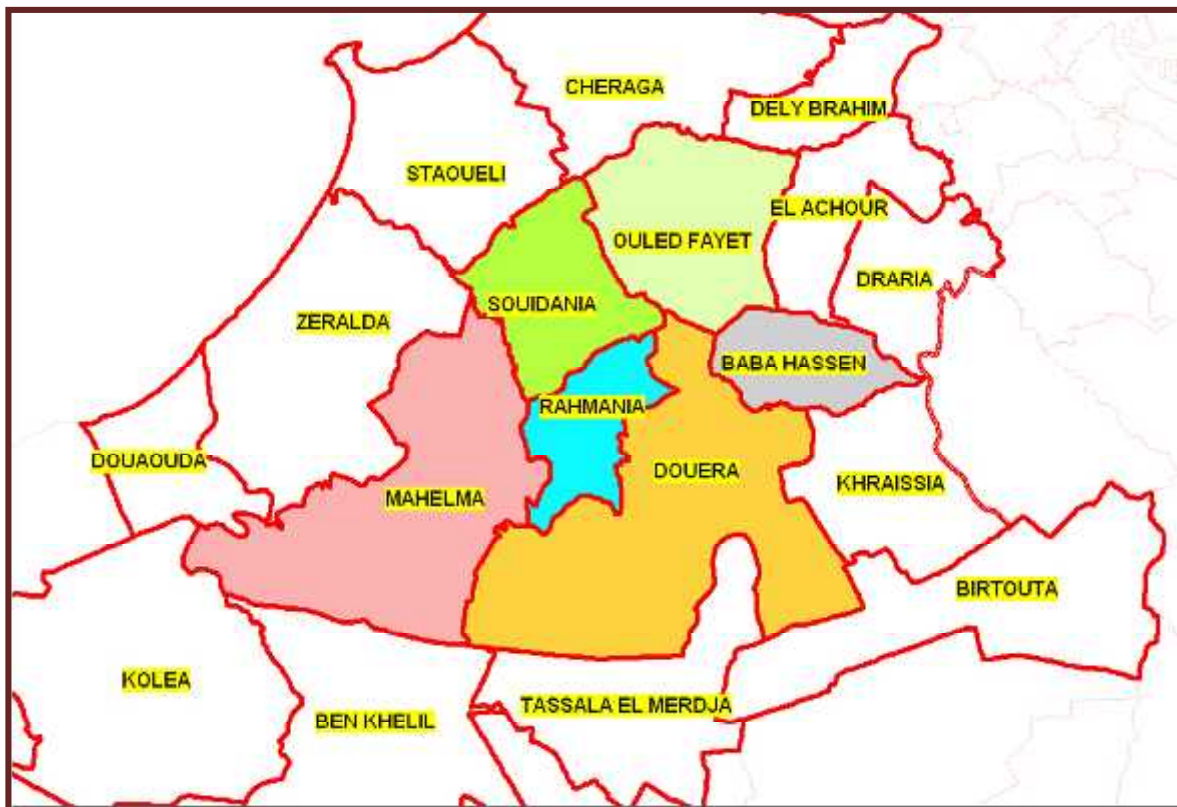 CHERAGA
DELY BRAHIM
STAOUELI
EL ACHOUR
OULED FAYET
DRARIA
SOUIDANIA
ZERALDA
BABA HASSEN
RAHMANIA
DOUAOUDA
DOUERA
KHRAISSIA
MAHELMA
BIRTOUTA
KOLEA
TASSALA EL MERDJA
BEN KHELIL